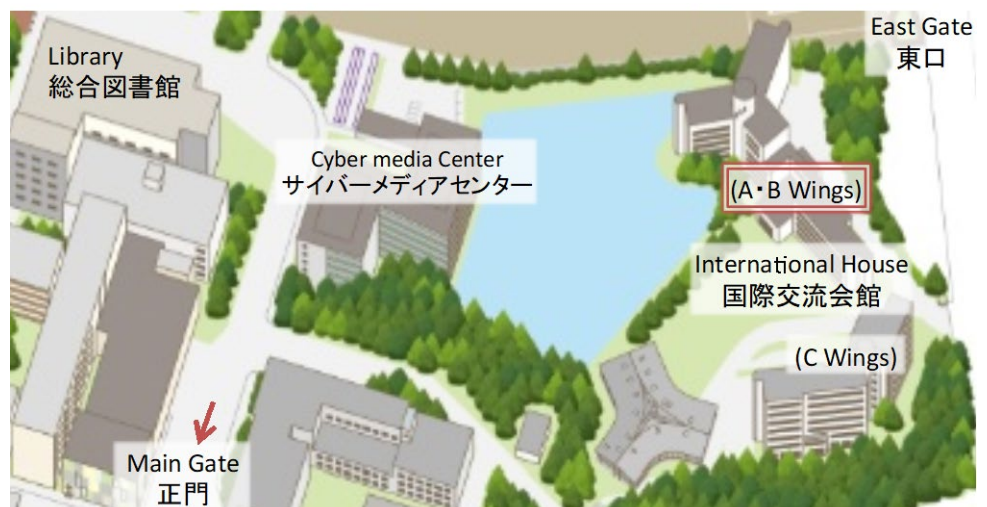 East Gate
東口
Library
総合図書館
Cyber media Center
サイバーメディアセンター
(A・B Wings)
International House
国際交流会館
(C Wings)
Main Gate
正門